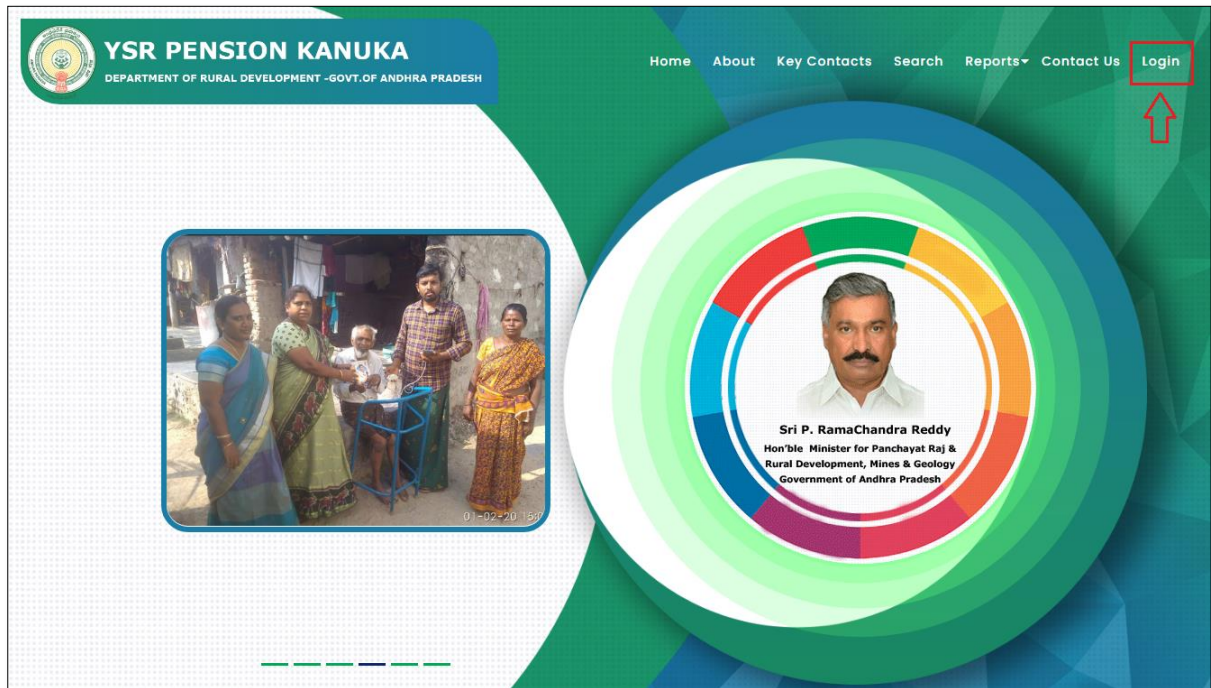 YSR PENSION KANUKA
DEPARTMENT OF RURAL DEVELOPMENT -GOVT.OF ANDHRA PRADESH
Home About Key Contacts Search Reports Contact Us Login
01-02-20
Sri P. RamaChandra Reddy
Hon'ble Minister for Panchayat Raj &
Rural Development, Mines & Geology
Government of Andhra Pradesh